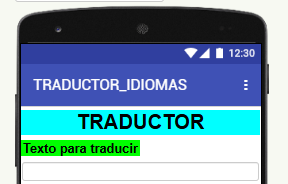 12:30
TRADUCTOR_IDIOMAS
TRADUCTOR
Texto para traducir